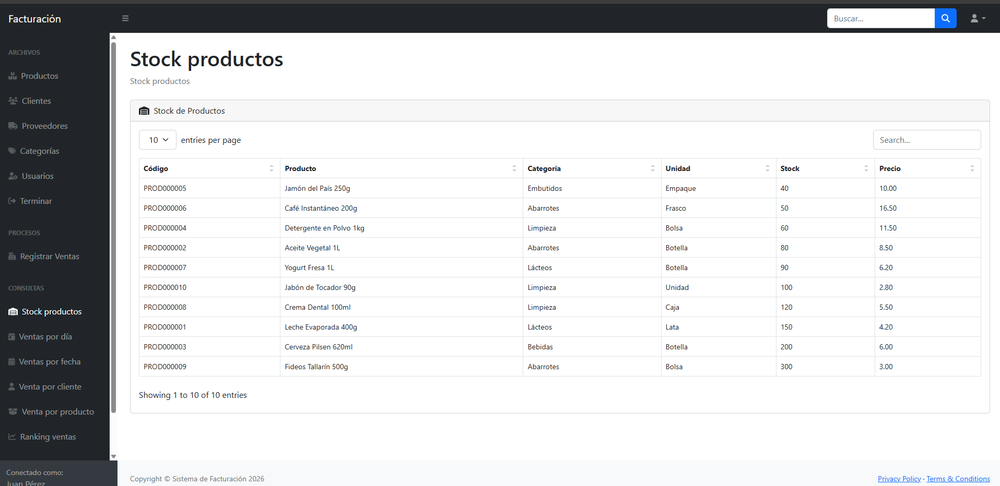 Facturación
Buscar...
ARCHIVOS
Productos
Clientes
Proveedores
Categorías
Usuarios
Terminar
PROCESOS
Registrar Ventas
CONSULTAS
Stock productos
Ventas por día
Ventas por fecha
Venta por cliente
Venta por producto
Ranking ventas
Conectado como:
Juan Pérez
Stock productos
Stock productos
Stock de Productos
10 entries per page
Search...
Código Producto Categoría Unidad Stock Precio
PROD000005 Jamón del País 250g Embutidos Empaque 40 10.00
PROD000006 Café Instantáneo 200g Abarrotes Frasco 50 16.50
PROD000004 Detergente en Polvo 1kg Limpieza Bolsa 60 11.50
PROD000002 Aceite Vegetal 1L Abarrotes Botella 80 8.50
PROD000007 Yogurt Fresa 1L Lácteos Botella 90 6.20
PROD000010 Jabón de Tocador 90g Limpieza Unidad 100 2.80
PROD000008 Crema Dental 100ml Limpieza Caja 120 5.50
PROD000001 Leche Evaporada 400g Lácteos Lata 150 4.20
PROD000003 Cerveza Pilsen 620ml Bebidas Botella 200 6.00
PROD000009 Fideos Tallarín 500g Abarrotes Bolsa 300 3.00
Showing 1 to 10 of 10 entries
Copyright © Sistema de Facturación 2026
Privacy Policy · Terms & Conditions